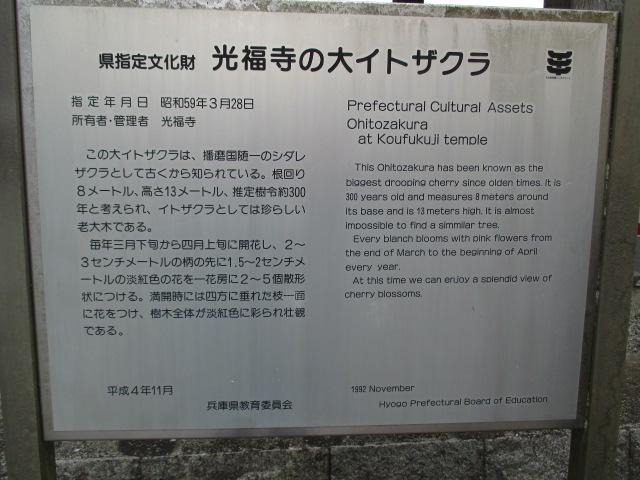 県指定文化財 光福寺の大イトザクラ
指定年月日 昭和59年3月28日
所有者・管理者 光福寺
この大イトザクラは、播磨国随一のシダレ
ザクラとして古くから知られている。根回り
8メートル、高さ13メートル、推定樹令約300
年と考えられ、イトザクラとしては珍らしい
老大木である。
毎年三月下旬から四月上旬に開花し、2~
3センチメートルの柄の先に1.5~2センチメ
ートルの淡紅色の花を一花房に2~5個散形
状につける。満開時には四方に垂れた枝一面
に花をつけ、樹木全体が淡紅色に彩られ壮観
である。
平成4年11月
兵庫県教育委員会
Prefectural Cultural Assets
Ohitozakura
at Koufukuji temple
This Ohitozakura has been known as the
biggest drooping cherry since olden times. It is
300 years old and measures 8 meters around
its base and is 13 meters high. It is almost
impossible to find a simmilar tree.
Every blanch blooms with pink flowers from
the end of March to the beginning of April
every year.
At this time we can enjoy a splendid view of
cherry blossoms.
1992 November
Hyogo Prefectural Board of Education